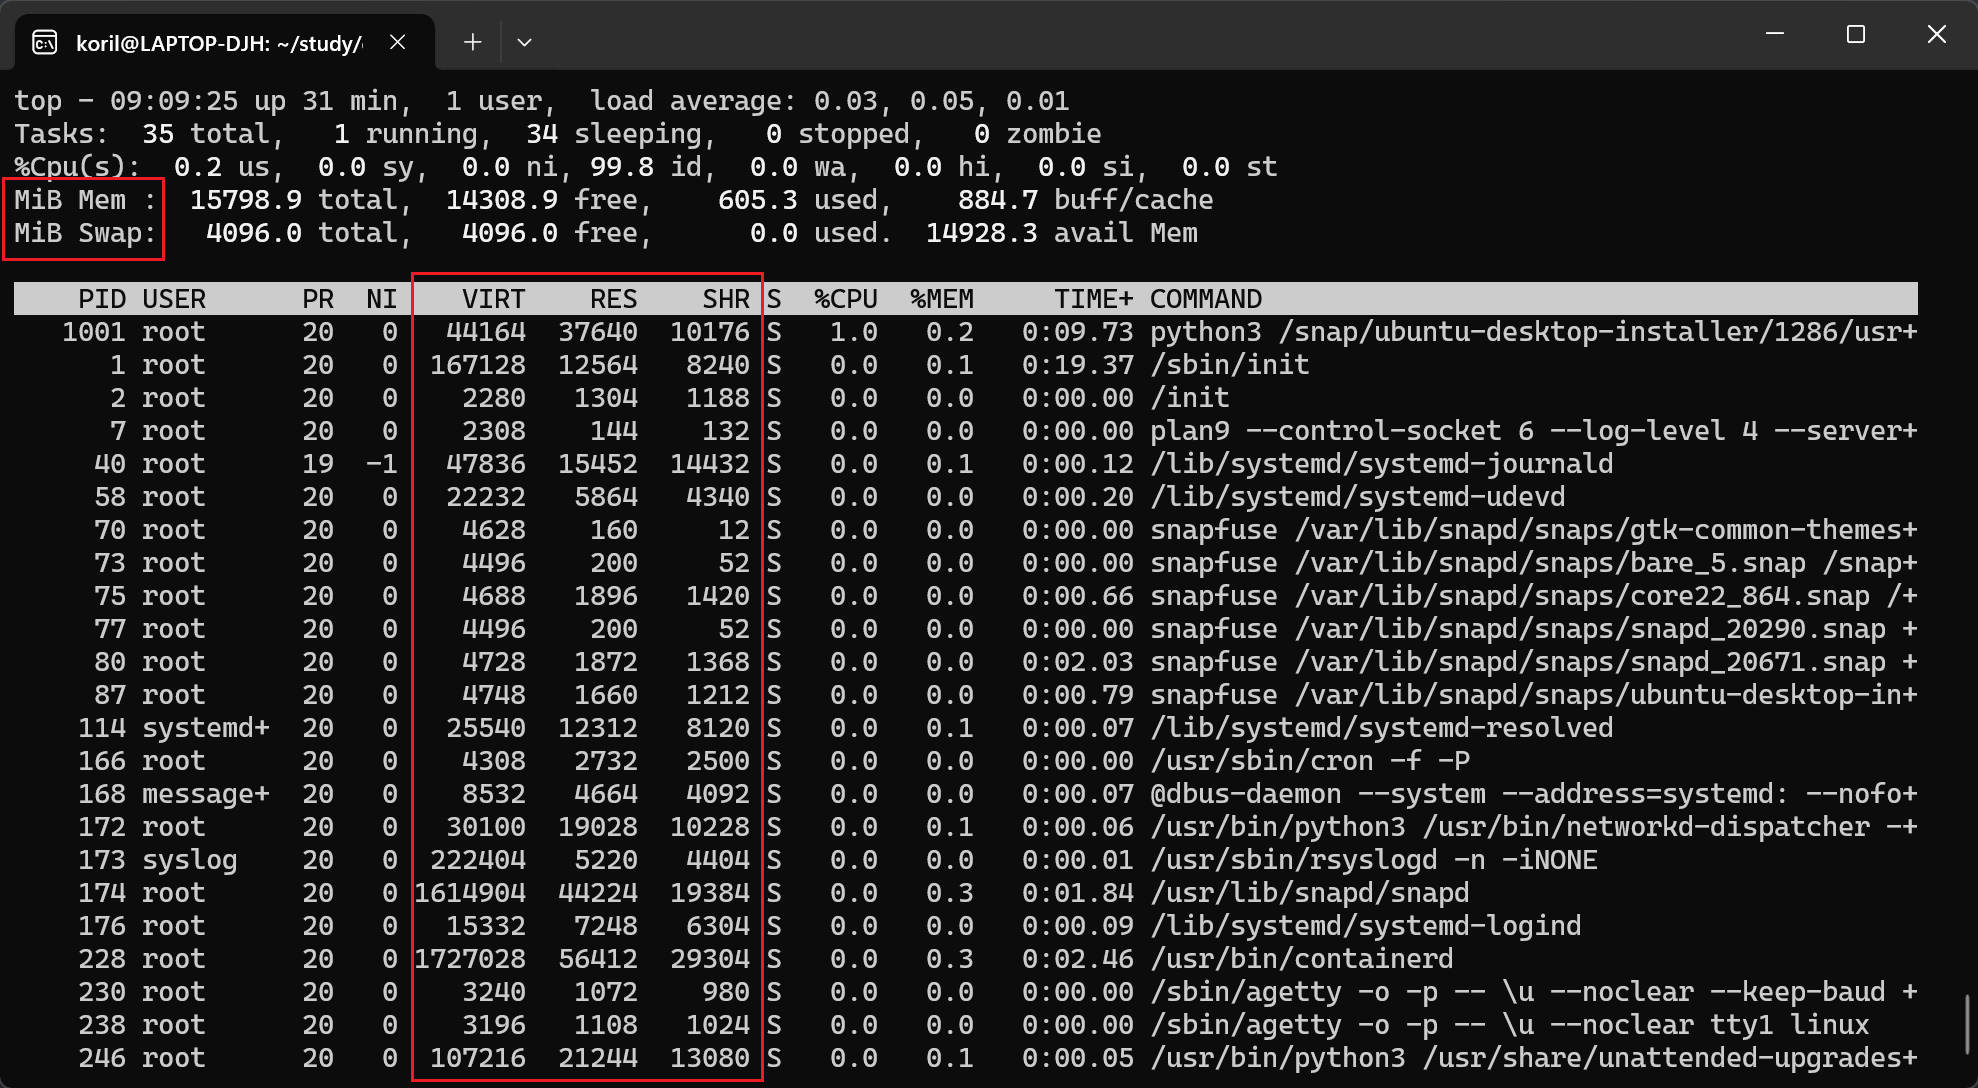 koril@LAPTOP-DJH: ~/study/
top - 09:09:25 up 31 min,  1 user,  load average: 0.03, 0.05, 0.01
Tasks:  35 total,   1 running,  34 sleeping,   0 stopped,   0 zombie
%Cpu(s):  0.2 us,  0.0 sy,  0.0 ni, 99.8 id,  0.0 wa,  0.0 hi,  0.0 si,  0.0 st
MiB Mem :  15798.9 total,  14308.9 free,    605.3 used,    884.7 buff/cache
MiB Swap:   4096.0 total,   4096.0 free,      0.0 used.  14928.3 avail Mem
PID USER      PR  NI    VIRT    RES    SHR S  %CPU  %MEM     TIME+ COMMAND
1001 root      20   0   44164  37640  10176 S   1.0   0.2   0:09.73 python3 /snap/ubuntu-desktop-installer/1286/usr+
1 root      20   0  167128  12564   8240 S   0.0   0.1   0:19.37 /sbin/init
2 root      20   0    2280   1304   1188 S   0.0   0.0   0:00.00 /init
7 root      20   0    2308    144    132 S   0.0   0.0   0:00.00 plan9 --control-socket 6 --log-level 4 --server+
40 root      19  -1   47836  15452  14432 S   0.0   0.1   0:00.12 /lib/systemd/systemd-journald
58 root      20   0   22232   5864   4340 S   0.0   0.0   0:00.20 /lib/systemd/systemd-udevd
70 root      20   0    4628    160     12 S   0.0   0.0   0:00.00 snapfuse /var/lib/snapd/snaps/gtk-common-themes+
73 root      20   0    4496    200     52 S   0.0   0.0   0:00.00 snapfuse /var/lib/snapd/snaps/bare_5.snap /snap+
75 root      20   0    4688   1896   1420 S   0.0   0.0   0:00.66 snapfuse /var/lib/snapd/snaps/core22_864.snap /+
77 root      20   0    4496    200     52 S   0.0   0.0   0:00.00 snapfuse /var/lib/snapd/snaps/snapd_20290.snap +
80 root      20   0    4728   1872   1368 S   0.0   0.0   0:02.03 snapfuse /var/lib/snapd/snaps/snapd_20671.snap +
87 root      20   0    4748   1660   1212 S   0.0   0.0   0:00.79 snapfuse /var/lib/snapd/snaps/ubuntu-desktop-in+
114 systemd+  20   0   25540  12312   8120 S   0.0   0.1   0:00.07 /lib/systemd/systemd-resolved
166 root      20   0    4308   2732   2500 S   0.0   0.0   0:00.00 /usr/sbin/cron -f -P
168 message+  20   0    8532   4664   4092 S   0.0   0.0   0:00.07 @dbus-daemon --system --address=systemd: --nofo+
172 root      20   0   30100  19028  10228 S   0.0   0.1   0:00.06 /usr/bin/python3 /usr/bin/networkd-dispatcher -+
173 syslog    20   0  222404   5220   4404 S   0.0   0.0   0:00.01 /usr/sbin/rsyslogd -n -iNONE
174 root      20   0 1614904  44224  19384 S   0.0   0.3   0:01.84 /usr/lib/snapd/snapd
176 root      20   0   15332   7248   6304 S   0.0   0.0   0:00.09 /lib/systemd/systemd-logind
228 root      20   0 1727028  56412  29304 S   0.0   0.3   0:02.46 /usr/bin/containerd
230 root      20   0    3240   1072    980 S   0.0   0.0   0:00.00 /sbin/agetty -o -p -- \u --noclear --keep-baud +
238 root      20   0    3196   1108   1024 S   0.0   0.0   0:00.00 /sbin/agetty -o -p -- \u --noclear tty1 linux
246 root      20   0  107216  21244  13080 S   0.0   0.1   0:00.05 /usr/bin/python3 /usr/share/unattended-upgrades+